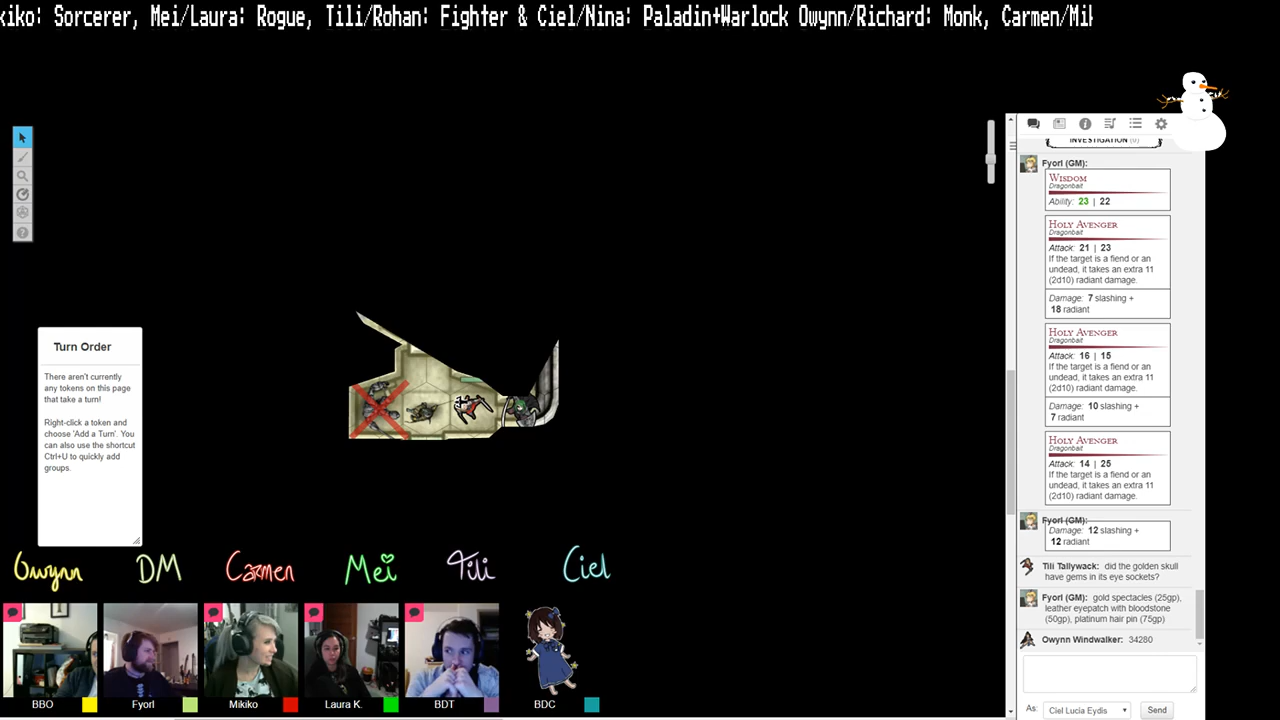 kiko: Sorcerer, Mei/Laura: Rogue, Tili/Rohan: Fighter & Ciel/Nina: Paladin+Warlock Owynn/Richard: Monk, Carmen/Mik
INVESTIGATION (0)
Fyorl (GM):
WISDOM
Dragonbait
Ability: 23 | 22
HOLY AVENGER
Dragonbait
Attack: 21 | 23
If the target is a fiend or an
undead, it takes an extra 11
(2d10) radiant damage.
Damage: 7 slashing +
18 radiant
HOLY AVENGER
Dragonbait
Attack: 16 | 15
If the target is a fiend or an
undead, it takes an extra 11
(2d10) radiant damage.
Damage: 10 slashing +
7 radiant
HOLY AVENGER
Dragonbait
Attack: 14 | 25
If the target is a fiend or an
undead, it takes an extra 11
(2d10) radiant damage.
Fyorl (GM):
Damage: 12 slashing +
12 radiant
Tili Tallywack: did the golden skull
have gems in its eye sockets?
Fyorl (GM): gold spectacles (25gp),
leather eyepatch with bloodstone
(50gp), platinum hair pin (75gp)
Owynn Windwalker: 34280
As: Ciel Lucia Eydis
Send
Turn Order
There aren't currently
any tokens on this page
that take a turn!
Right-click a token and
choose 'Add a Turn'. You
can also use the shortcut
Ctrl+U to quickly add
groups.
Owynn DM Carmen Mei Tili Ciel
BBO Fyorl Mikiko Laura K. BDT BDC